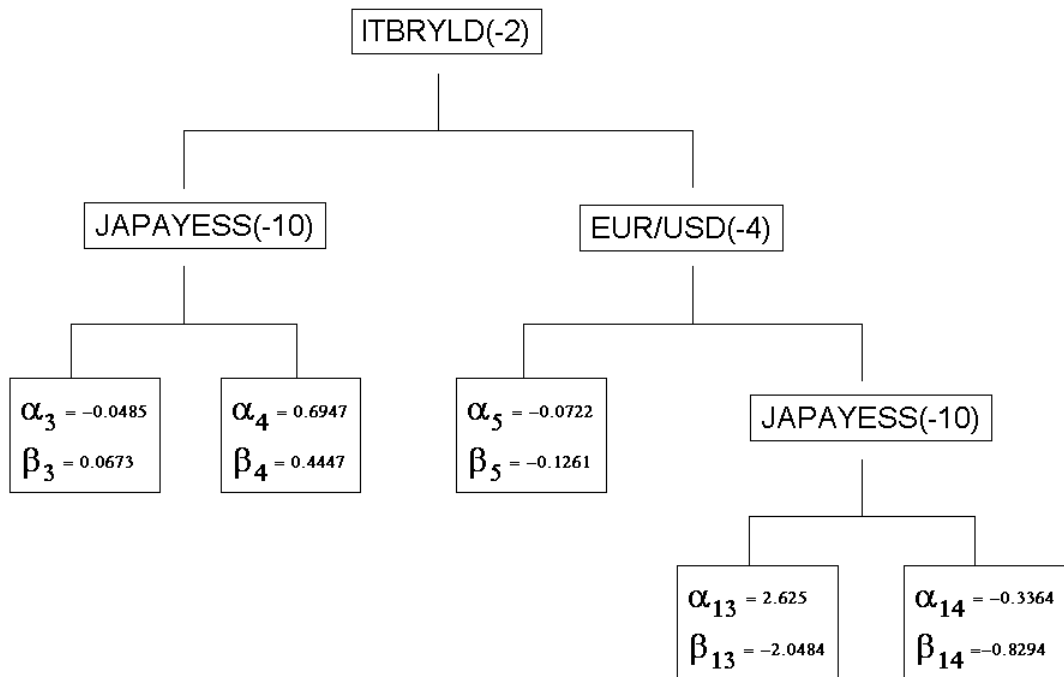 ITBRYLD(-2)
JAPAYESS(-10)
EUR/USD(-4)
α3 = −0.0485
β3 = 0.0673
α4 = 0.6947
β4 = 0.4447
α5 = −0.0722
β5 = −0.1261
JAPAYESS(-10)
α13 = 2.625
β13 = −2.0484
α14 = −0.3364
β14 =−0.8294